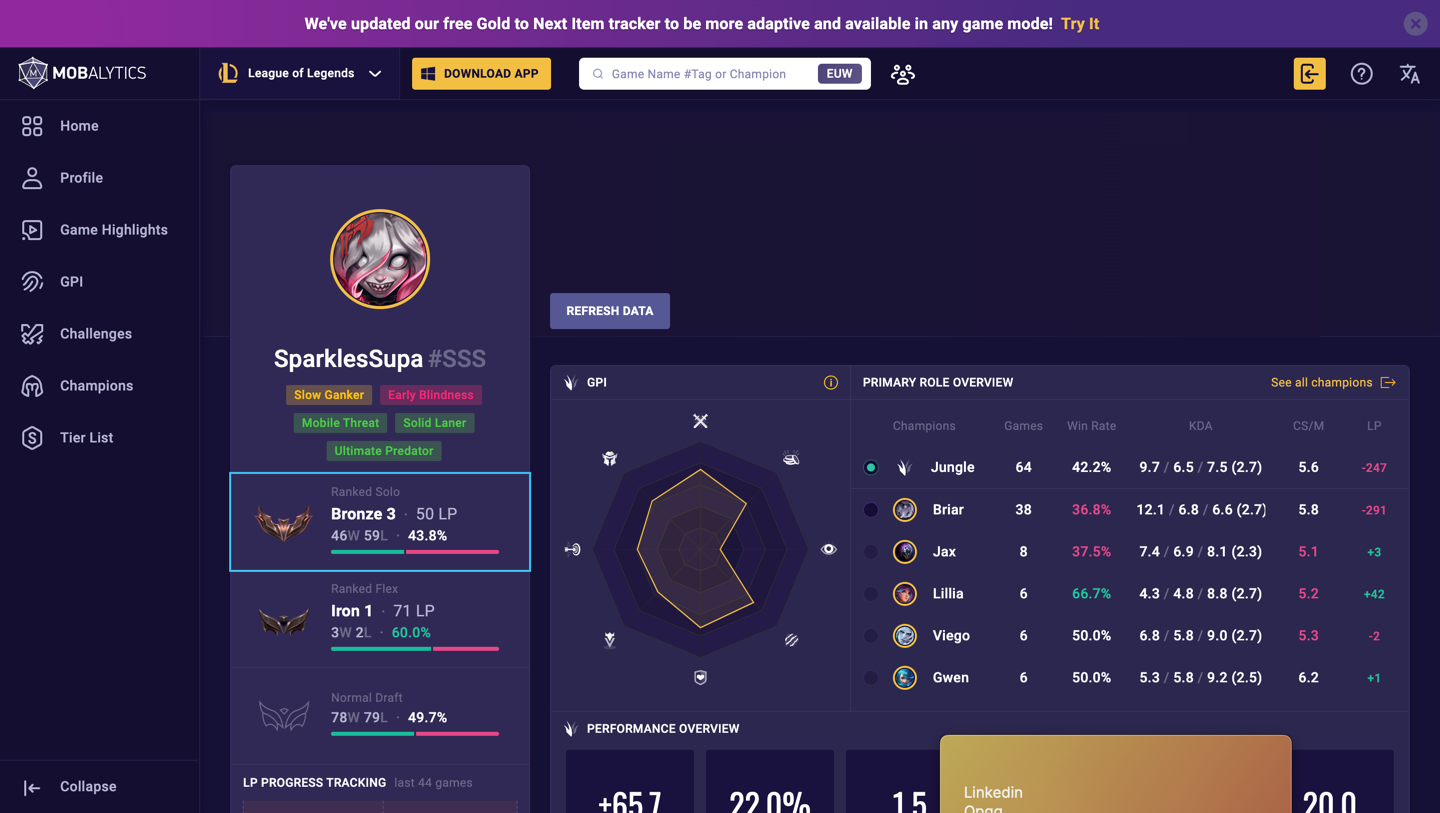 We've updated our free Gold to Next Item tracker to be more adaptive and available in any game mode! Try It
MOBALYTICS
League of Legends
DOWNLOAD APP
Game Name #Tag or Champion
EUW
Home
Profile
Game Highlights
GPI
Challenges
Champions
Tier List
Collapse
SparklesSupa #SSS
Slow Ganker
Early Blindness
Mobile Threat
Solid Laner
Ultimate Predator
Ranked Solo
Bronze 3 · 50 LP
46W 59L · 43.8%
Ranked Flex
Iron 1 · 71 LP
3W 2L · 60.0%
Normal Draft
78W 79L · 49.7%
LP PROGRESS TRACKING last 44 games
REFRESH DATA
GPI
PRIMARY ROLE OVERVIEW
See all champions
Champions Games Win Rate KDA CS/M LP
Jungle 64 42.2% 9.7 / 6.5 / 7.5 (2.7) 5.6 -247
Briar 38 36.8% 12.1 / 6.8 / 6.6 (2.7) 5.8 -291
Jax 8 37.5% 7.4 / 6.9 / 8.1 (2.3) 5.1 +3
Lillia 6 66.7% 4.3 / 4.8 / 8.8 (2.7) 5.2 +42
Viego 6 50.0% 6.8 / 5.8 / 9.0 (2.7) 5.3 -2
Gwen 6 50.0% 5.3 / 5.8 / 9.2 (2.5) 6.2 +1
PERFORMANCE OVERVIEW
+65.7 22.0% 1.5 20.0
Linkedin
Opgg